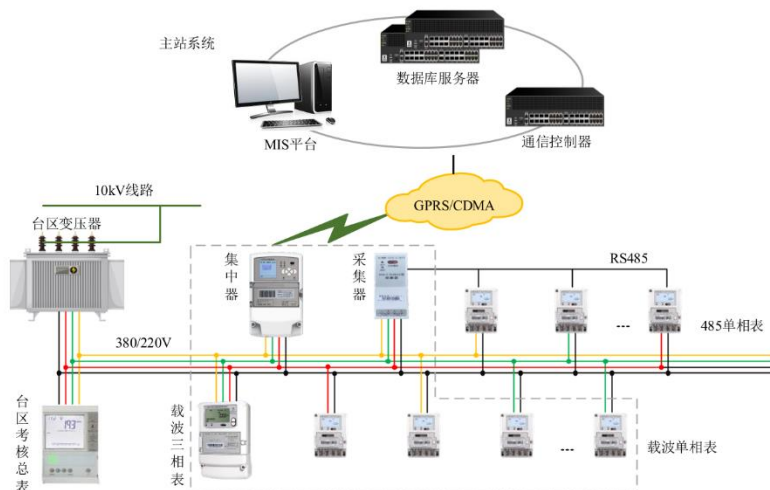 主站系统
数据库服务器
MIS平台
通信控制器
GPRS/CDMA
10kV线路
台区变压器
集中器
采集器
RS485
485单相表
---
380/220V
台区考核总表
载波三相表
载波单相表
---